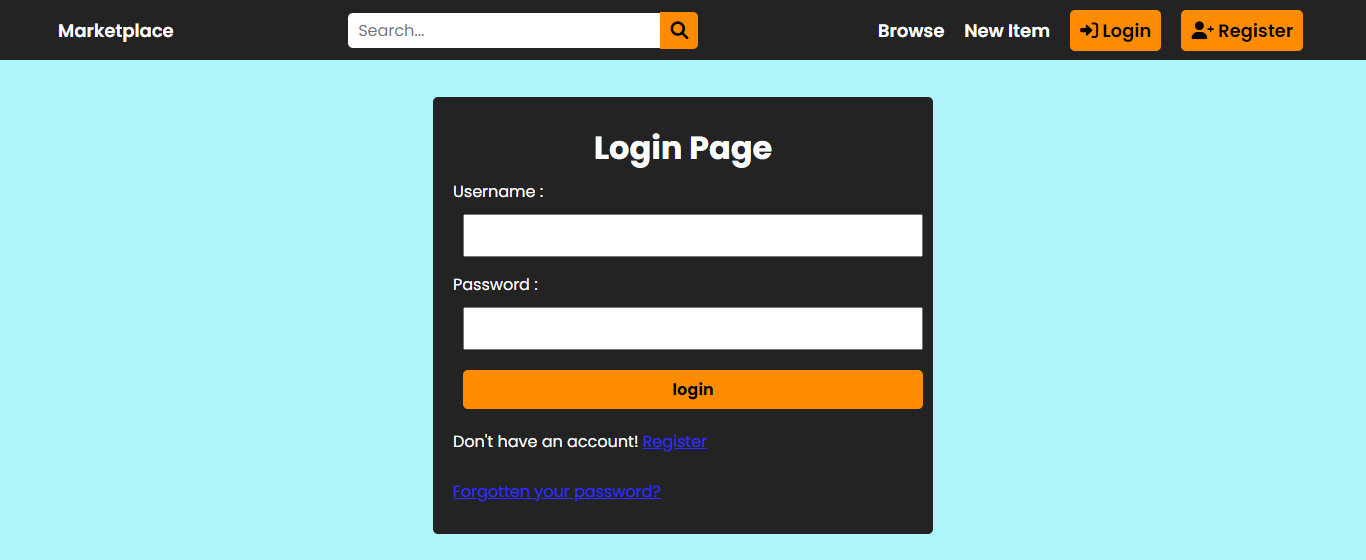 Marketplace Search... Browse New Item Login Register
Login Page
Username :
Password :
login
Don't have an account! Register
Forgotten your password?